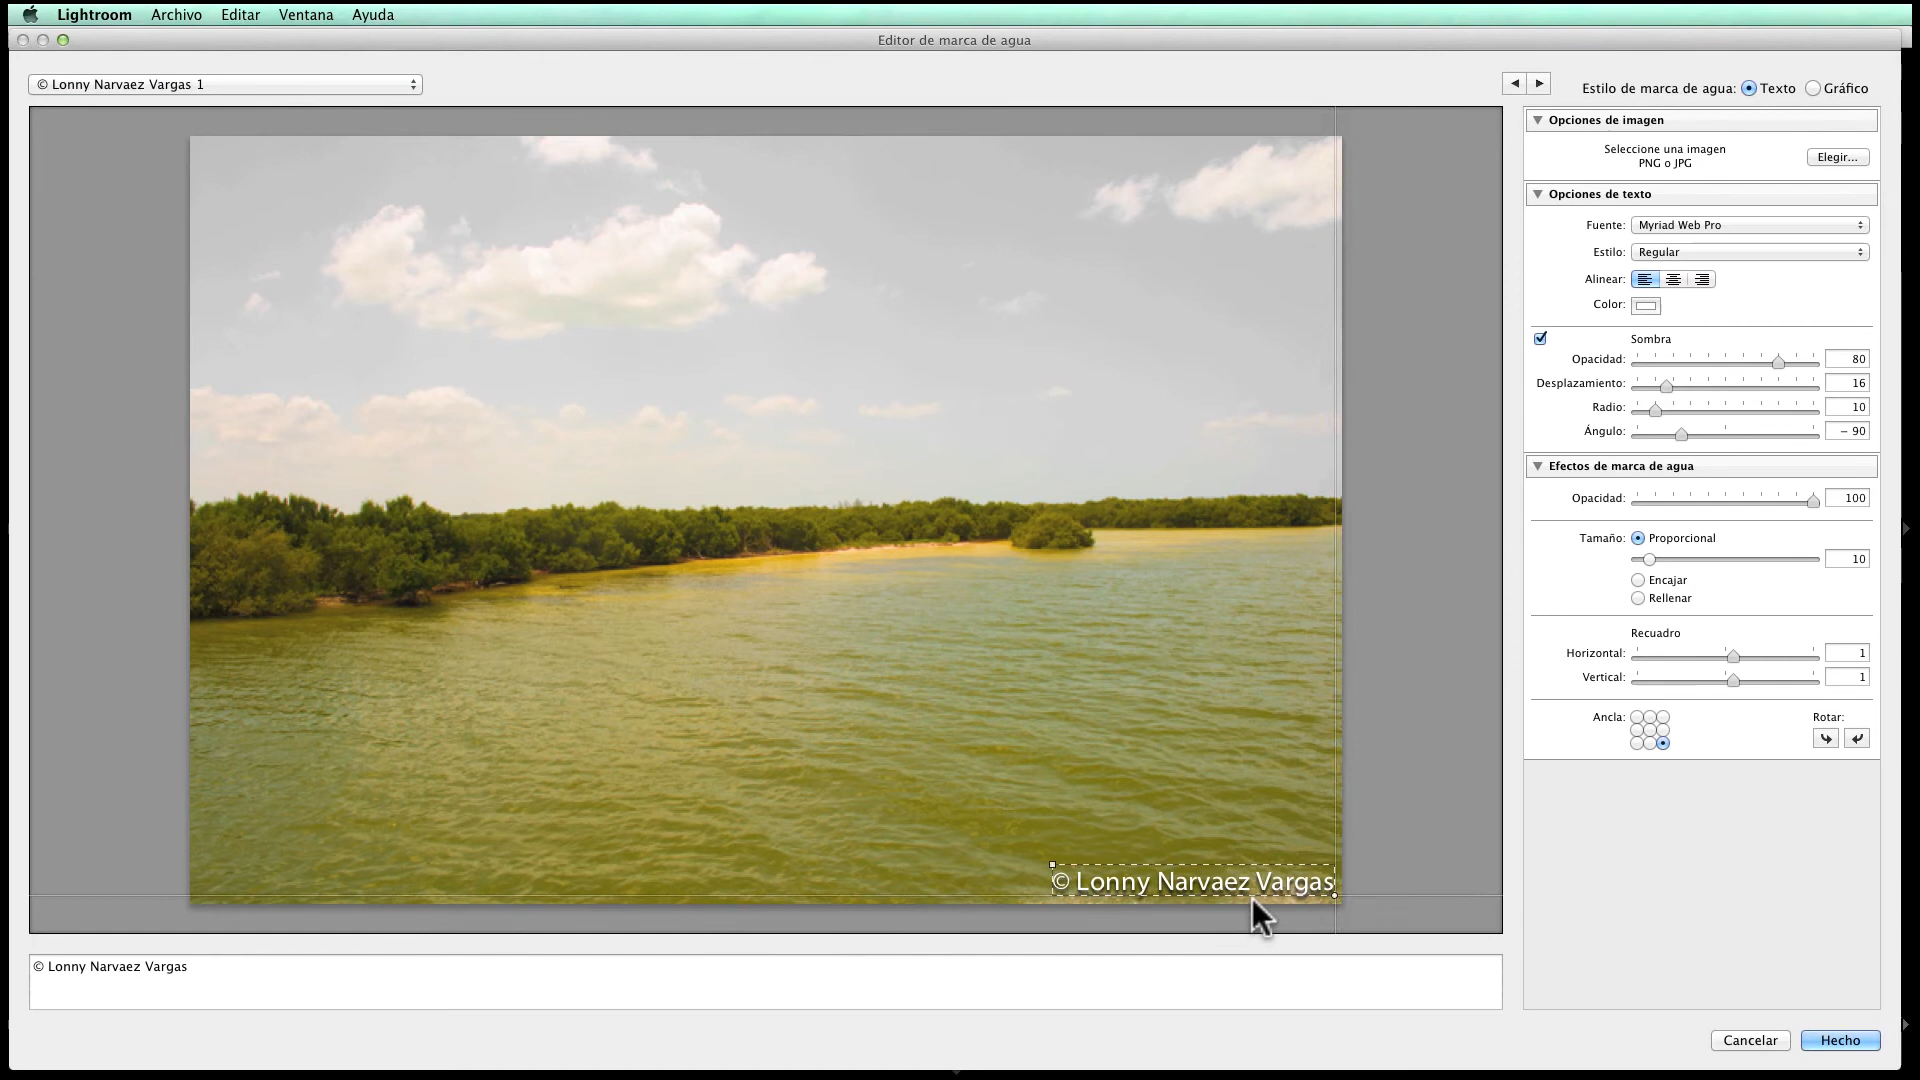 Lightroom Archivo Editar Ventana Ayuda
Editor de marca de agua
© Lonny Narvaez Vargas 1
Estilo de marca de agua: Texto Gráfico
Opciones de imagen
Seleccione una imagen
PNG o JPG
Elegir...
Opciones de texto
Fuente: Myriad Web Pro
Estilo: Regular
Alinear:
Color:
Sombra
Opacidad: 80
Desplazamiento: 16
Radio: 10
Ángulo: – 90
Efectos de marca de agua
Opacidad: 100
Tamaño: Proporcional
10
Encajar
Rellenar
Recuadro
Horizontal: 1
Vertical: 1
Ancla: Rotar:
© Lonny Narvaez Vargas
© Lonny Narvaez Vargas
Cancelar Hecho